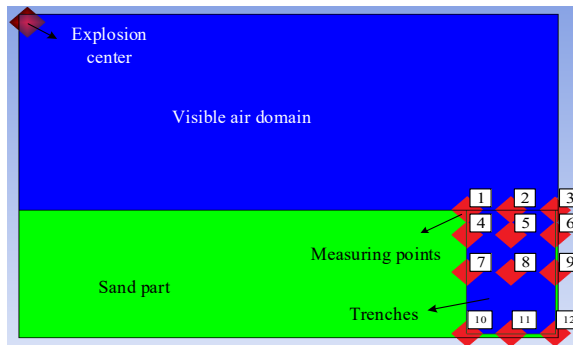 Explosion
center
Visible air domain
1 2 3
4 5 6
Measuring points
7 8 9
Sand part
Trenches
10 11 12